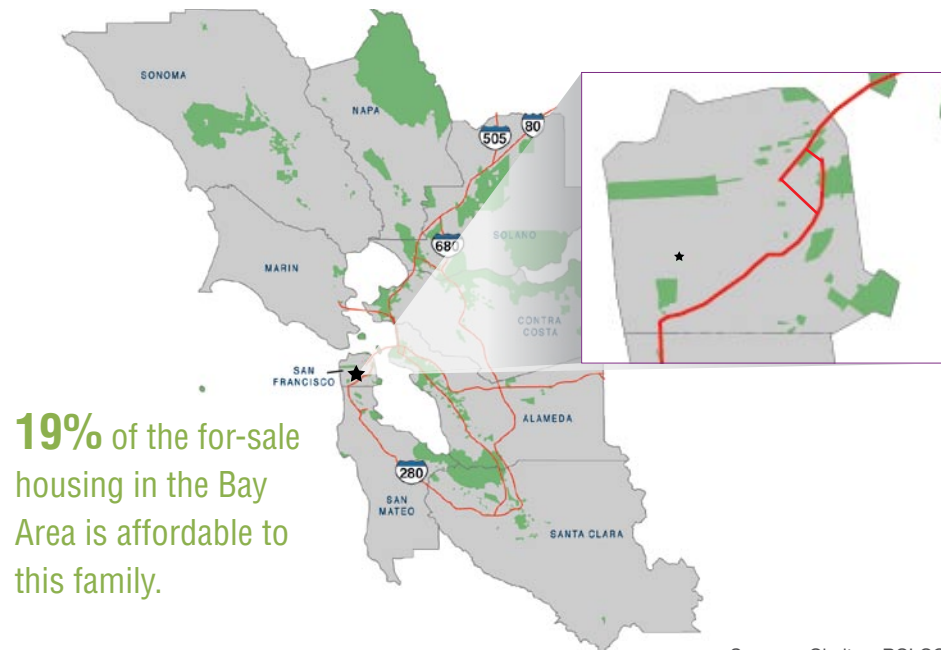 SONOMA
NAPA
505
80
680
SOLANO
MARIN
CONTRA
COSTA
SAN
FRANCISCO
ALAMEDA
19% of the for-sale
housing in the Bay
Area is affordable to
this family.
280
SAN
MATEO
SANTA CLARA